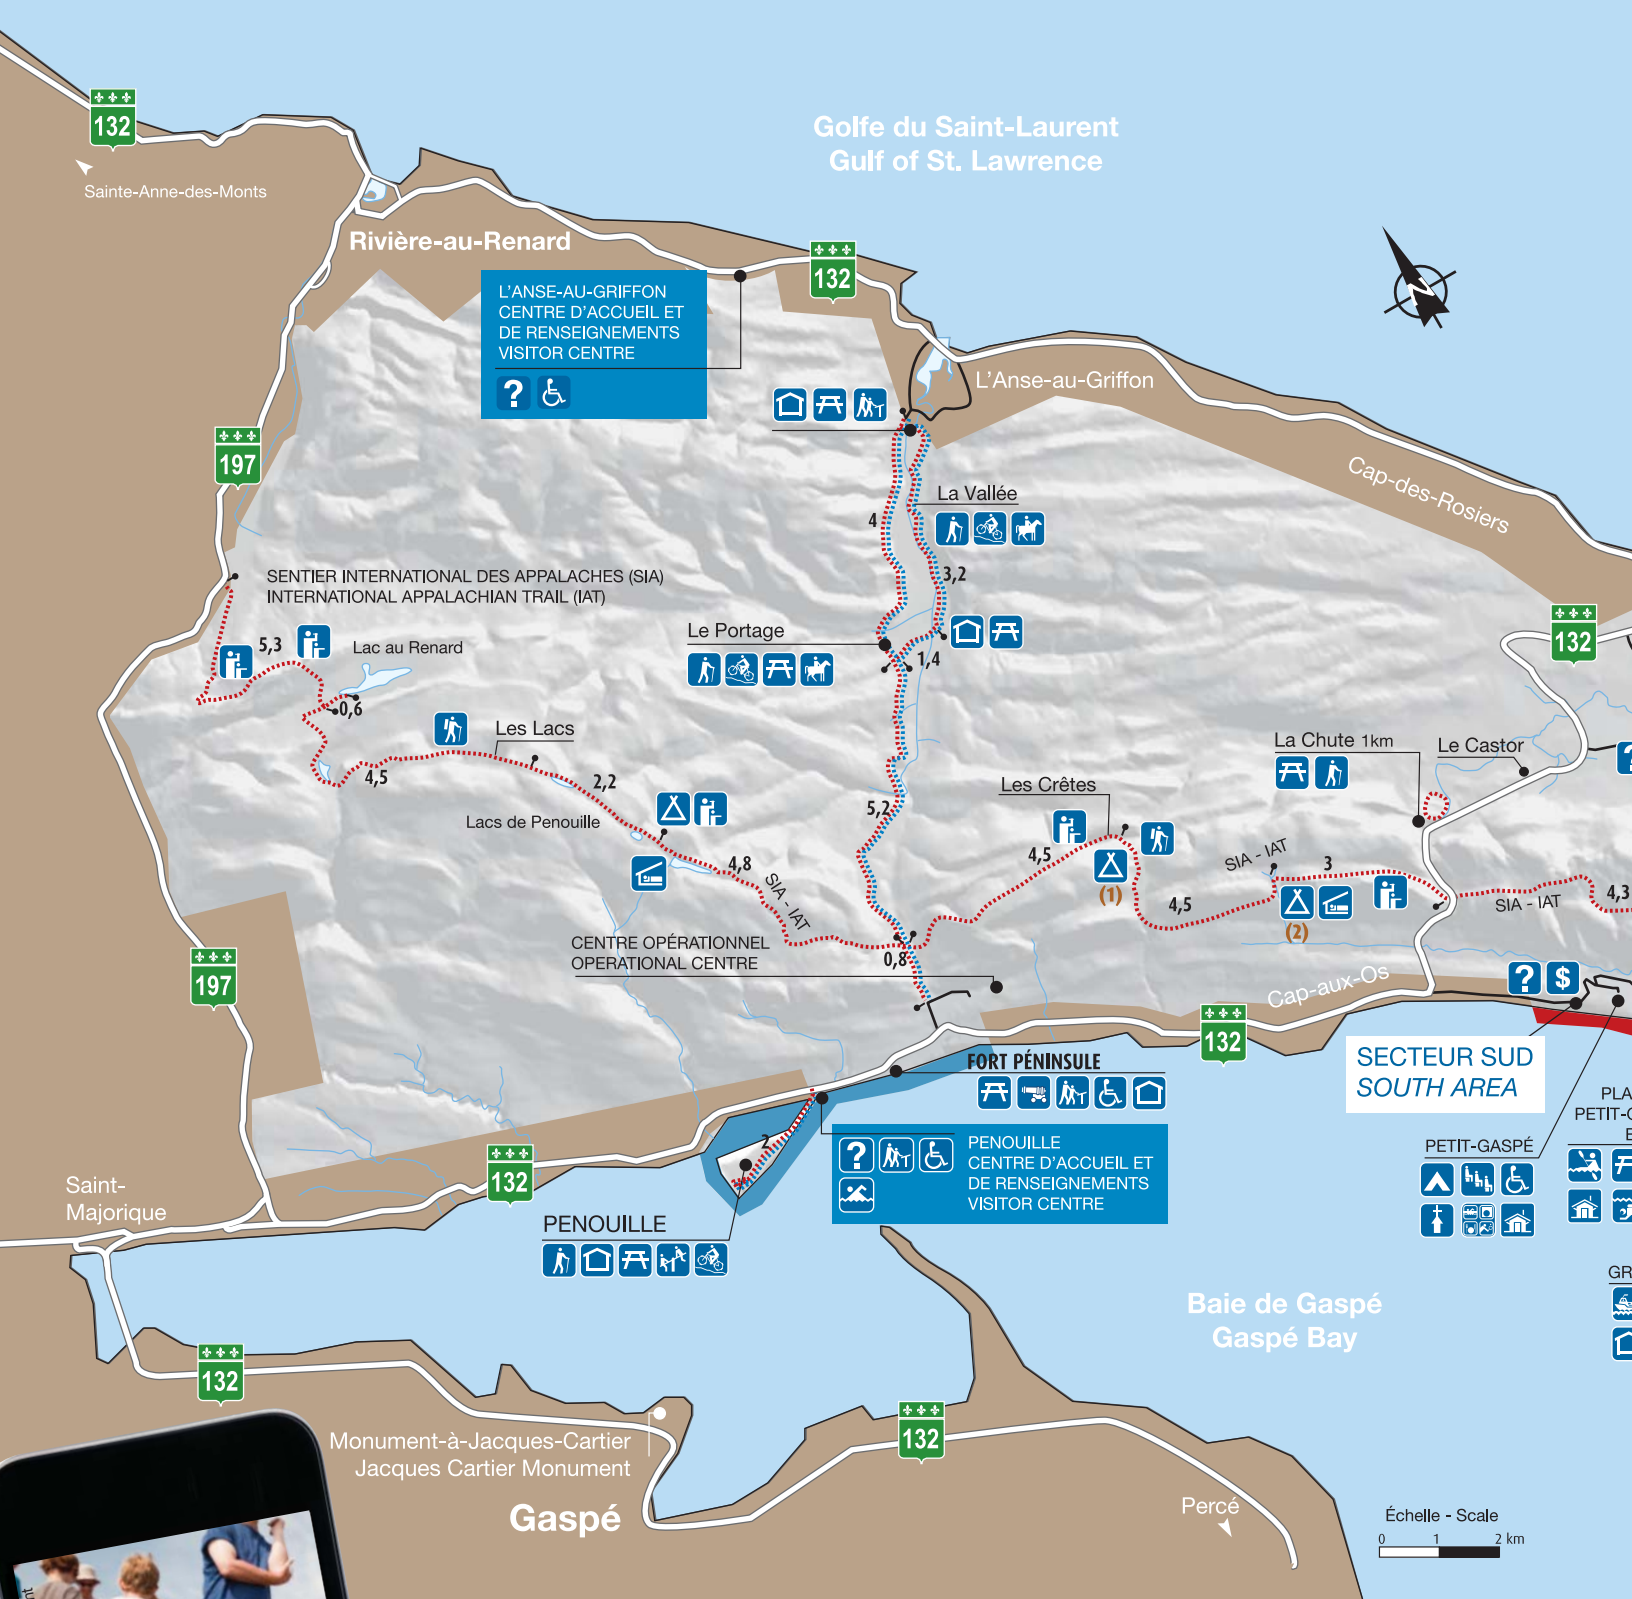 132
Sainte-Anne-des-Monts
Golfe du Saint-Laurent
Gulf of St. Lawrence
Rivière-au-Renard
132
L'ANSE-AU-GRIFFON
CENTRE D'ACCUEIL ET
DE RENSEIGNEMENTS
VISITOR CENTRE
?
N
L'Anse-au-Griffon
197
Cap-des-Rosiers
La Vallée
4
3,2
SENTIER INTERNATIONAL DES APPALACHES (SIA)
INTERNATIONAL APPALACHIAN TRAIL (IAT)
5,3
Lac au Renard
Le Portage
1,4
132
0,6
Les Lacs
4,5
2,2
La Chute 1km
Le Castor
?
Les Crêtes
5,2
Lacs de Penouille
4,8
SIA - IAT
4,5
(1)
SIA - IAT
3
4,5
(2)
SIA - IAT
4,3
CENTRE OPÉRATIONNEL
OPERATIONAL CENTRE
0,8
197
Cap-aux-Os
? $
132
SECTEUR SUD
SOUTH AREA
FORT PÉNINSULE
PLA
PETIT-G
E
2
?
PENOUILLE
CENTRE D'ACCUEIL ET
DE RENSEIGNEMENTS
VISITOR CENTRE
PETIT-GASPÉ
132
Saint-
Majorique
PENOUILLE
GR
Baie de Gaspé
Gaspé Bay
132
132
Monument-à-Jacques-Cartier
Jacques Cartier Monument
Gaspé
Percé
Échelle - Scale
0 1 2 km